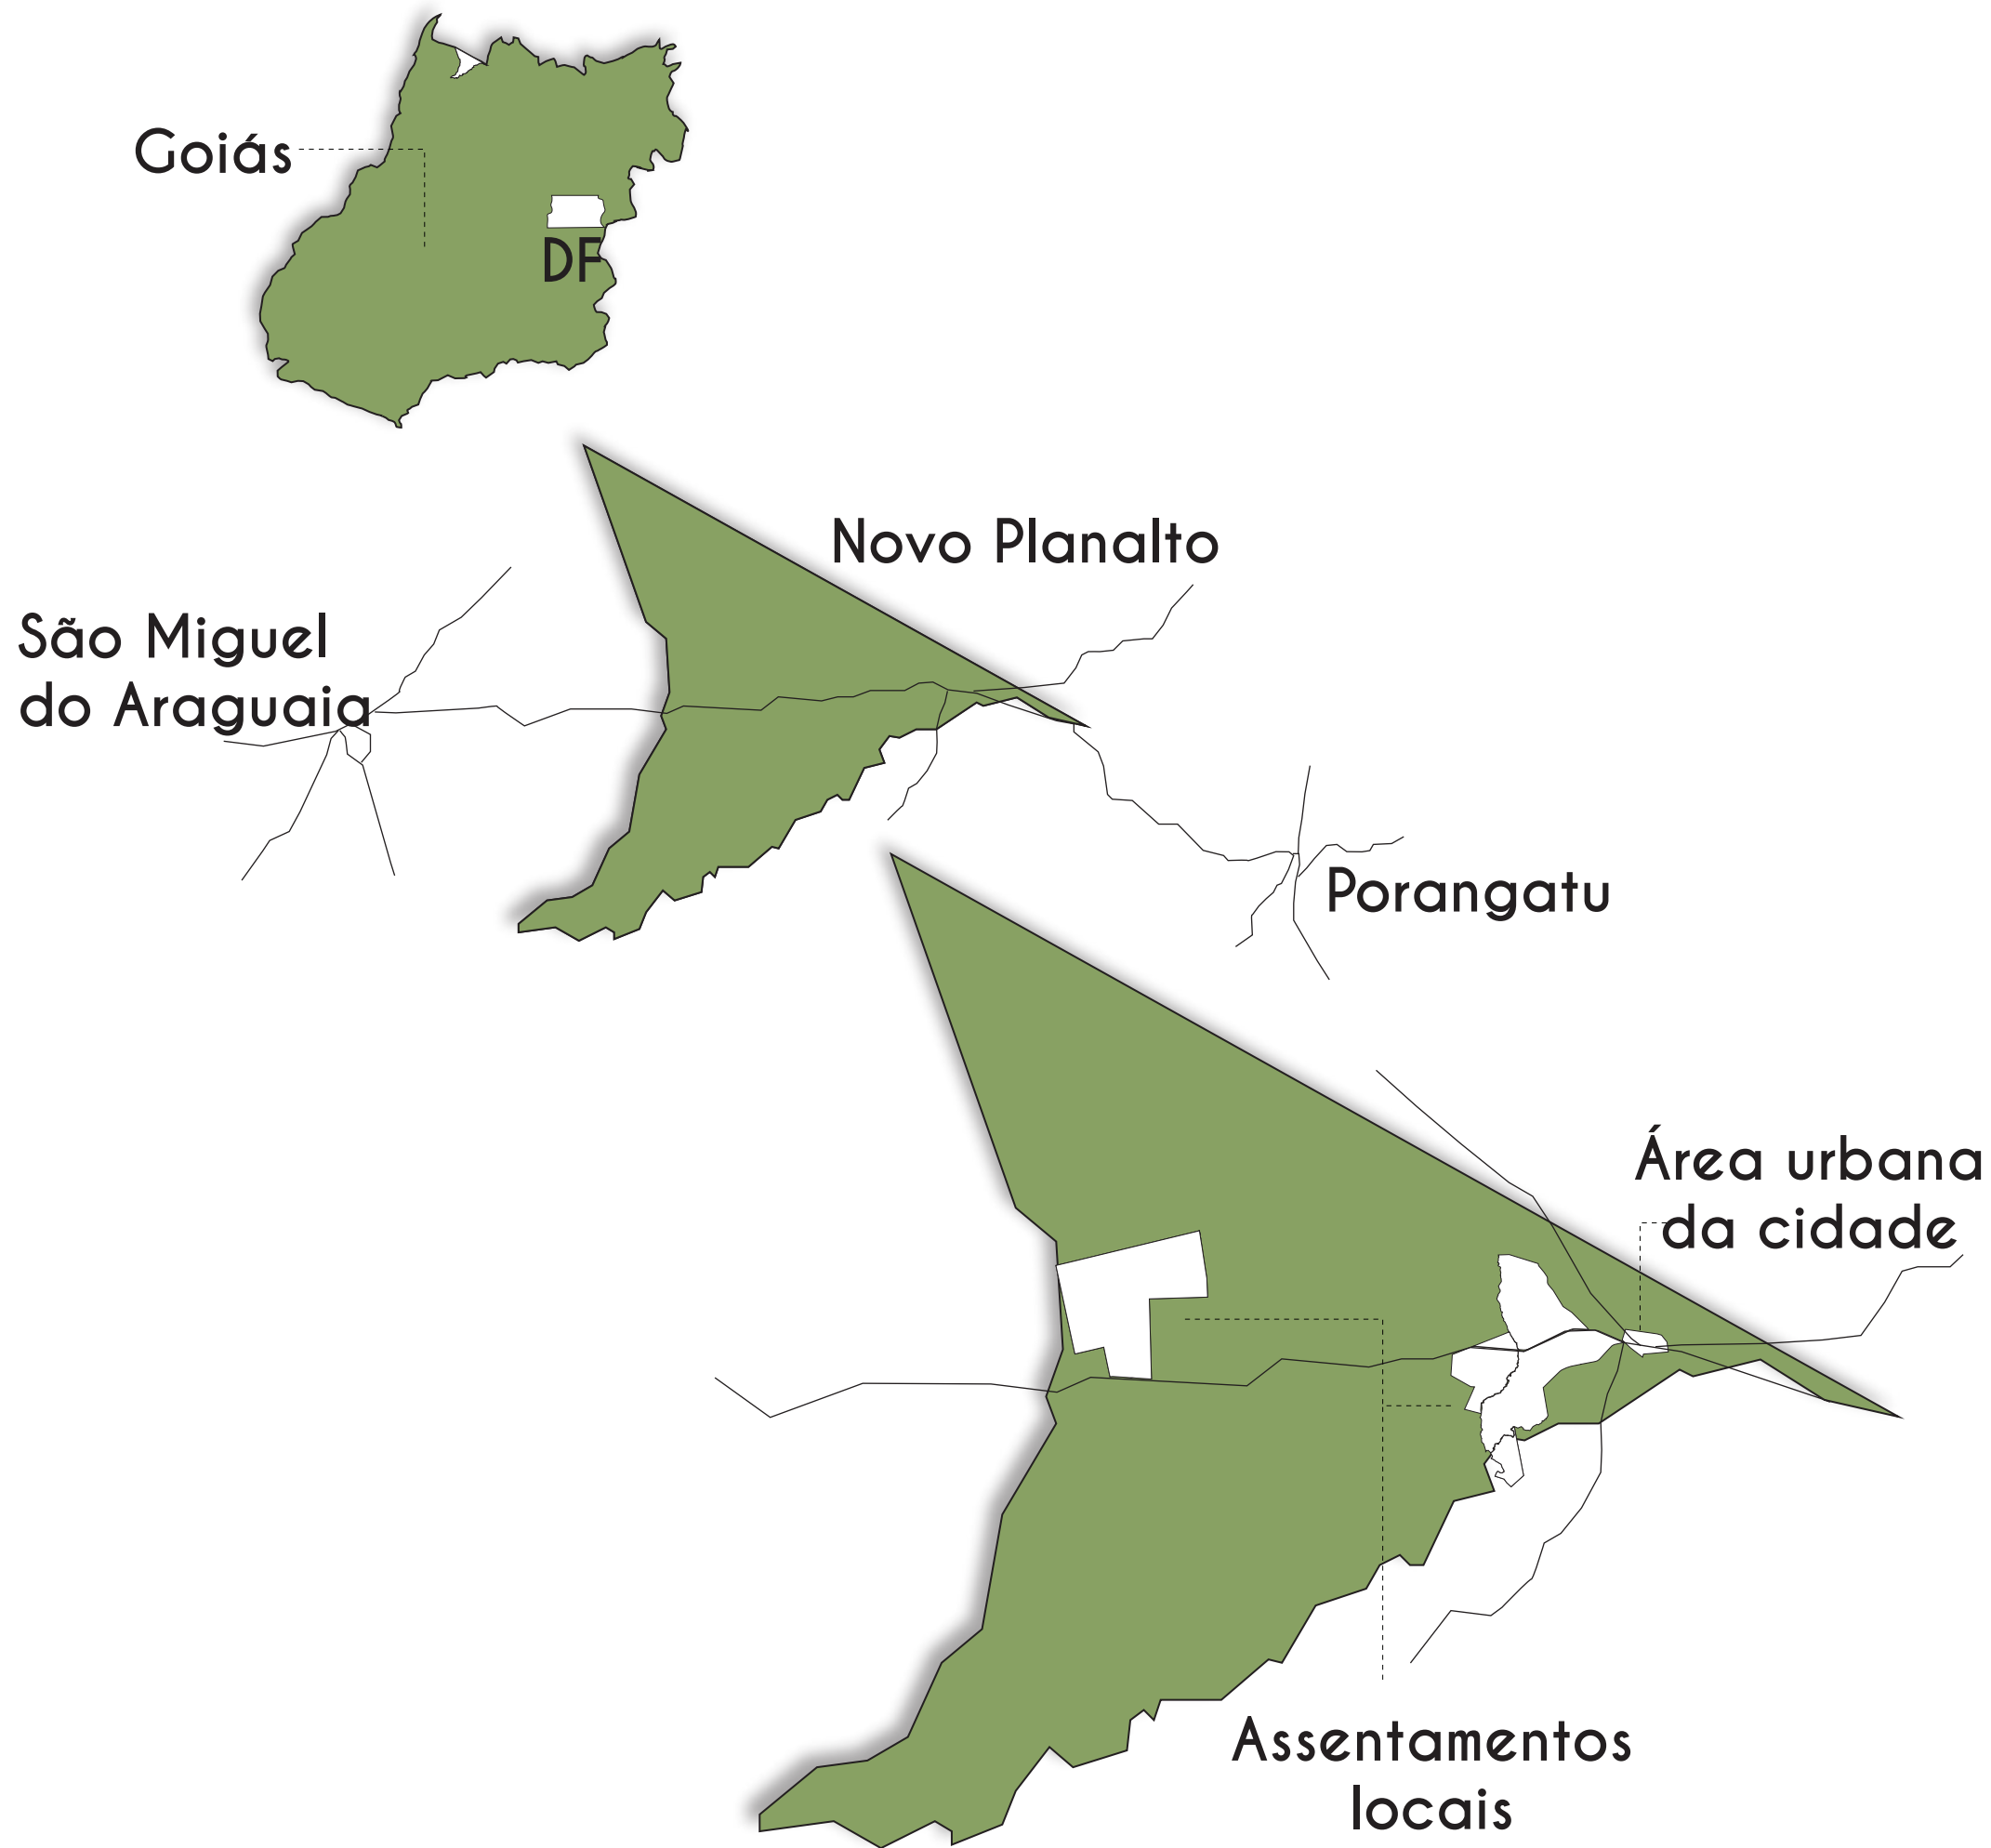 Goiás
DF
Novo Planalto
São Miguel
do Araguaia
Porangatu
Área urbana
da cidade
Assentamentos
locais